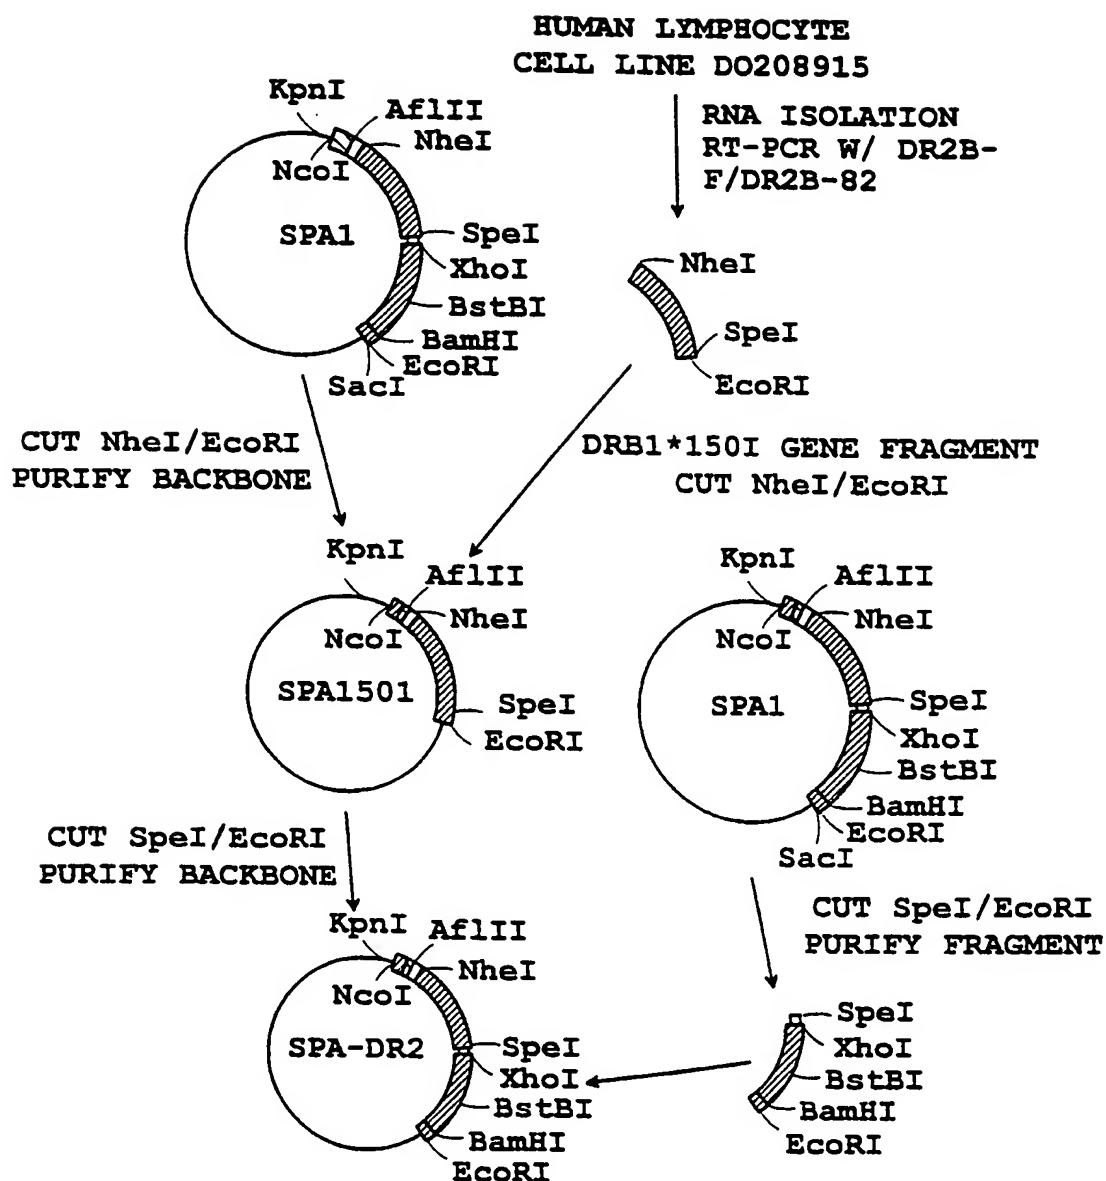 HUMAN LYMPHOCYTE
CELL LINE DO208915
RNA ISOLATION
RT-PCR W/ DR2B-
F/DR2B-82
KpnI
AflII
NheI
NcoI
SPA1
SpeI
XhoI
BstBI
BamHI
EcoRI
SacI
NheI
SpeI
EcoRI
CUT NheI/EcoRI
PURIFY BACKBONE
DRB1*150I GENE FRAGMENT
CUT NheI/EcoRI
KpnI
AflII
NheI
NcoI
SPA1501
SpeI
EcoRI
KpnI
AflII
NheI
NcoI
SPA1
SpeI
XhoI
BstBI
BamHI
EcoRI
SacI
CUT SpeI/EcoRI
PURIFY BACKBONE
CUT SpeI/EcoRI
PURIFY FRAGMENT
KpnI
AflII
NheI
NcoI
SPA-DR2
SpeI
XhoI
BstBI
BamHI
EcoRI
SpeI
XhoI
BstBI
BamHI
EcoRI